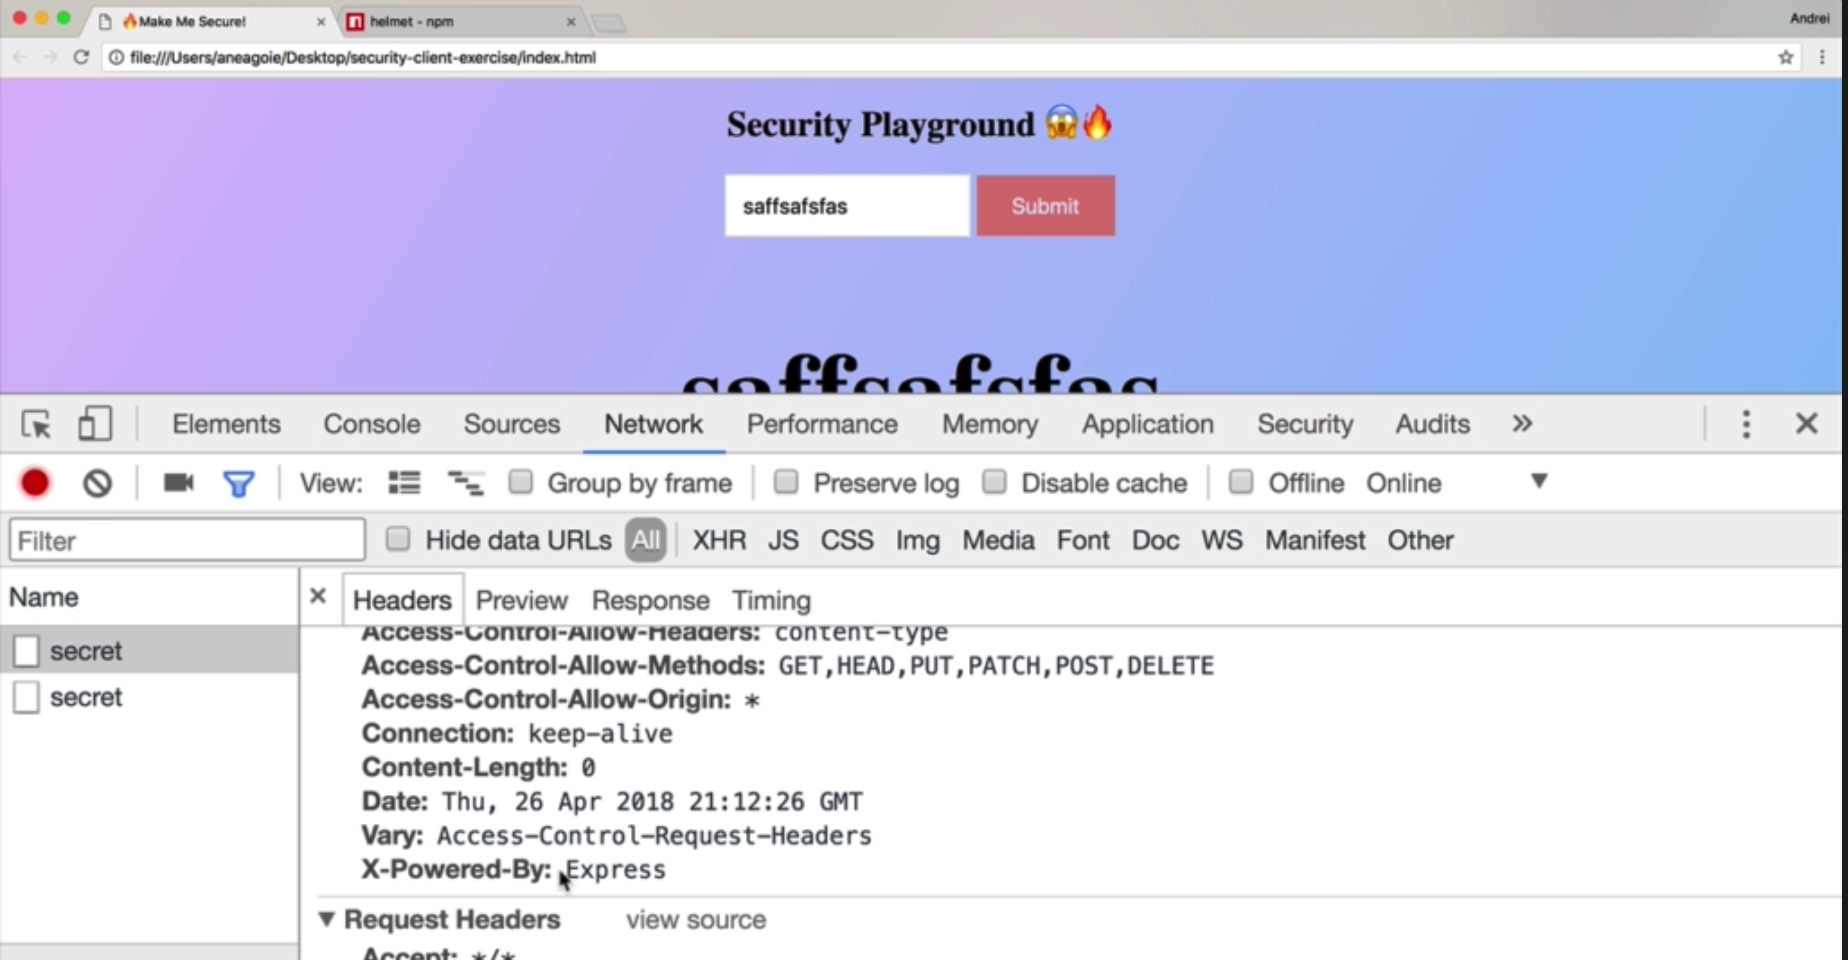 🔥Make Me Secure!
helmet - npm
Andrei
file:///Users/aneagoie/Desktop/security-client-exercise/index.html
Security Playground 😱🔥
saffsafsfas Submit
saffsafsfas
Elements Console Sources Network Performance Memory Application Security Audits
View: Group by frame Preserve log Disable cache Offline Online
Filter Hide data URLs All XHR JS CSS Img Media Font Doc WS Manifest Other
Name
Headers Preview Response Timing
secret
secret
Access-Control-Allow-Headers: content-type
Access-Control-Allow-Methods: GET,HEAD,PUT,PATCH,POST,DELETE
Access-Control-Allow-Origin: *
Connection: keep-alive
Content-Length: 0
Date: Thu, 26 Apr 2018 21:12:26 GMT
Vary: Access-Control-Request-Headers
X-Powered-By: Express
Request Headers view source
Accept: */*